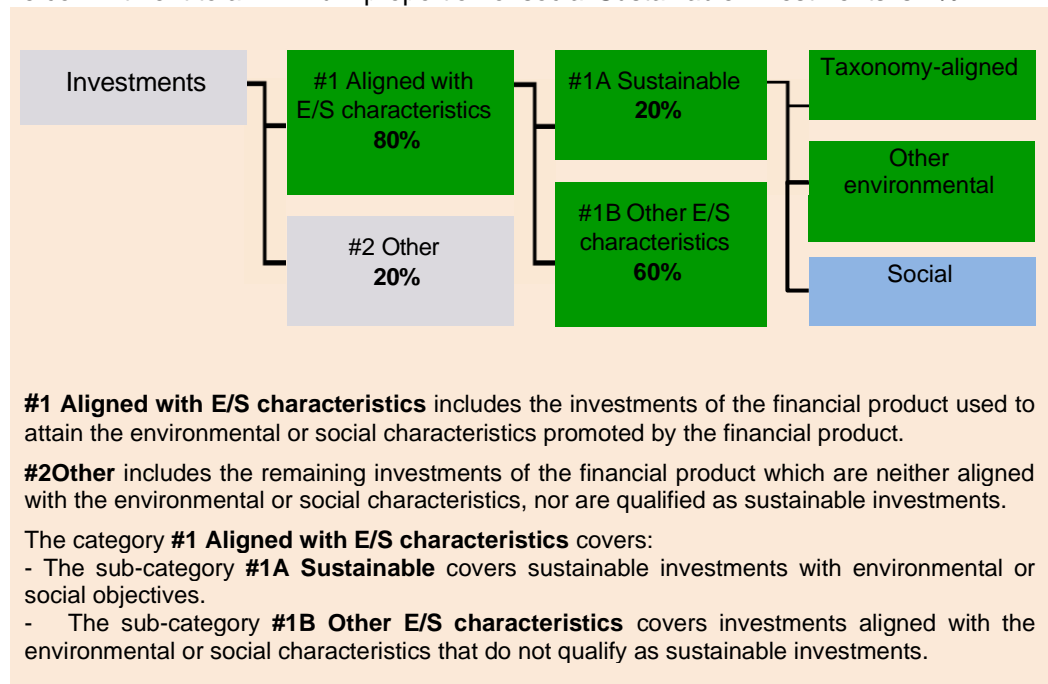 Investments
#1 Aligned with
E/S characteristics
80%
#2 Other
20%
#1A Sustainable
20%
#1B Other E/S
characteristics
60%
Taxonomy-aligned
Other
environmental
Social
#1 Aligned with E/S characteristics includes the investments of the financial product used to
attain the environmental or social characteristics promoted by the financial product.
#2Other includes the remaining investments of the financial product which are neither aligned
with the environmental or social characteristics, nor are qualified as sustainable investments.
The category #1 Aligned with E/S characteristics covers:
- The sub-category #1A Sustainable covers sustainable investments with environmental or
social objectives.
- The sub-category #1B Other E/S characteristics covers investments aligned with the
environmental or social characteristics that do not qualify as sustainable investments.